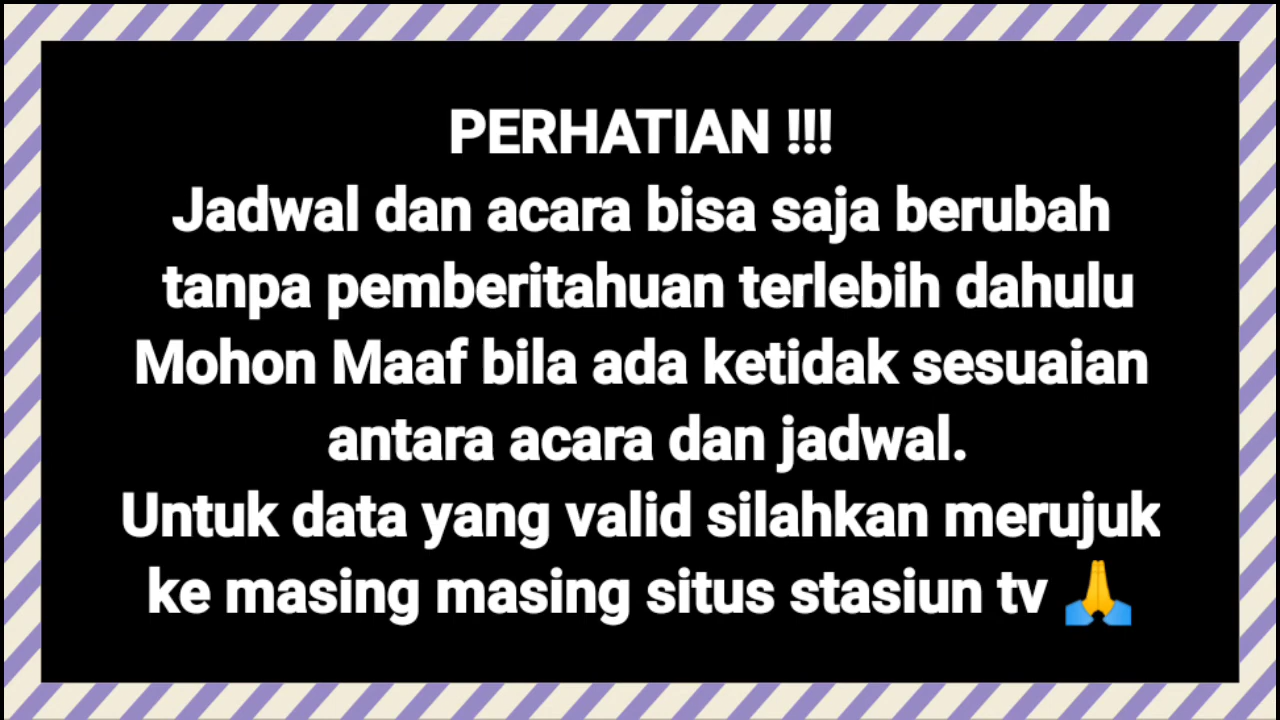 PERHATIAN !!!
Jadwal dan acara bisa saja berubah
tanpa pemberitahuan terlebih dahulu
Mohon Maaf bila ada ketidak sesuaian
antara acara dan jadwal.
Untuk data yang valid silahkan merujuk
ke masing masing situs stasiun tv 🙏